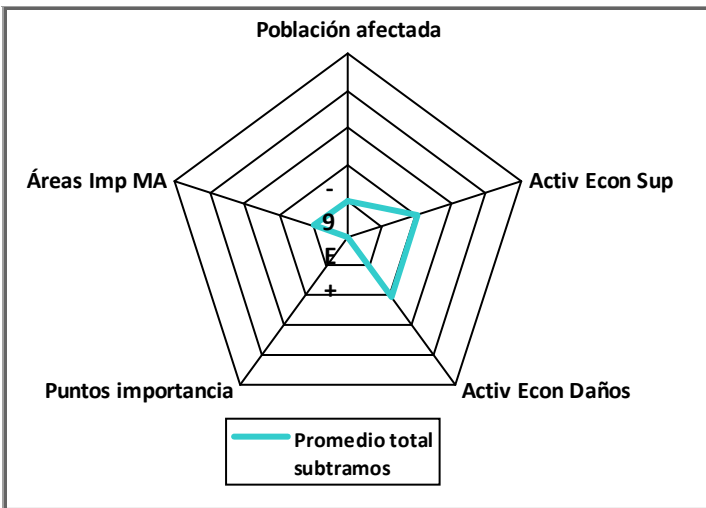 Población afectada
Áreas Imp MA
-
Activ Econ Sup
9
E
+
Puntos importancia
Activ Econ Daños
Promedio total
subtramos